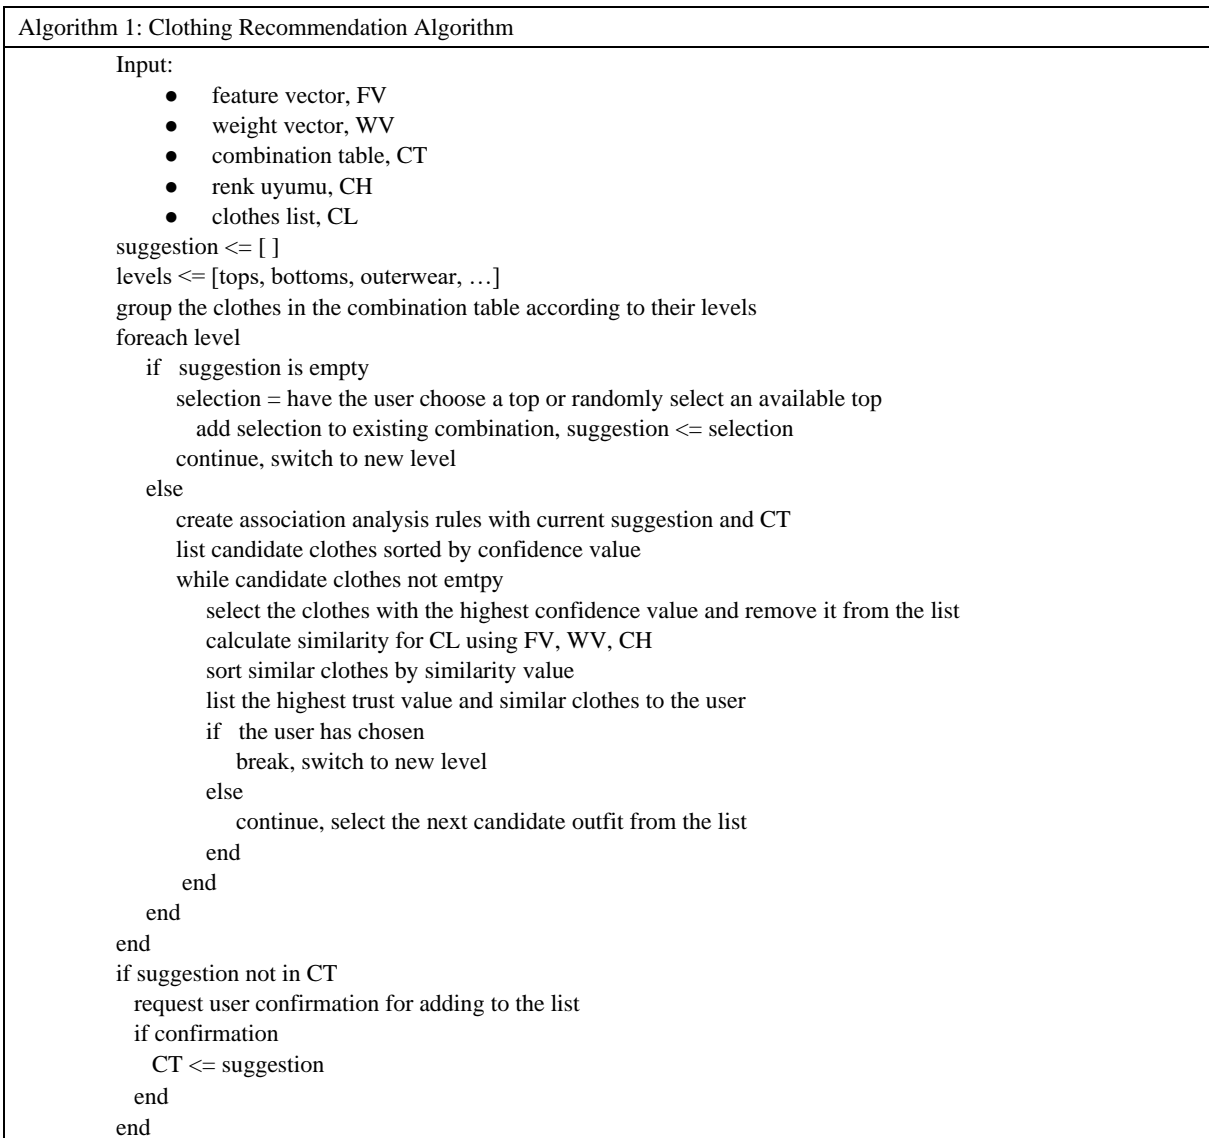 Algorithm 1: Clothing Recommendation Algorithm
Input:
● feature vector, FV
● weight vector, WV
● combination table, CT
● renk uyumu, CH
● clothes list, CL
suggestion <= [ ]
levels <= [tops, bottoms, outerwear, …]
group the clothes in the combination table according to their levels
foreach level
if suggestion is empty
selection = have the user choose a top or randomly select an available top
add selection to existing combination, suggestion <= selection
continue, switch to new level
else
create association analysis rules with current suggestion and CT
list candidate clothes sorted by confidence value
while candidate clothes not emtpy
select the clothes with the highest confidence value and remove it from the list
calculate similarity for CL using FV, WV, CH
sort similar clothes by similarity value
list the highest trust value and similar clothes to the user
if the user has chosen
break, switch to new level
else
continue, select the next candidate outfit from the list
end
end
end
end
if suggestion not in CT
request user confirmation for adding to the list
if confirmation
CT <= suggestion
end
end